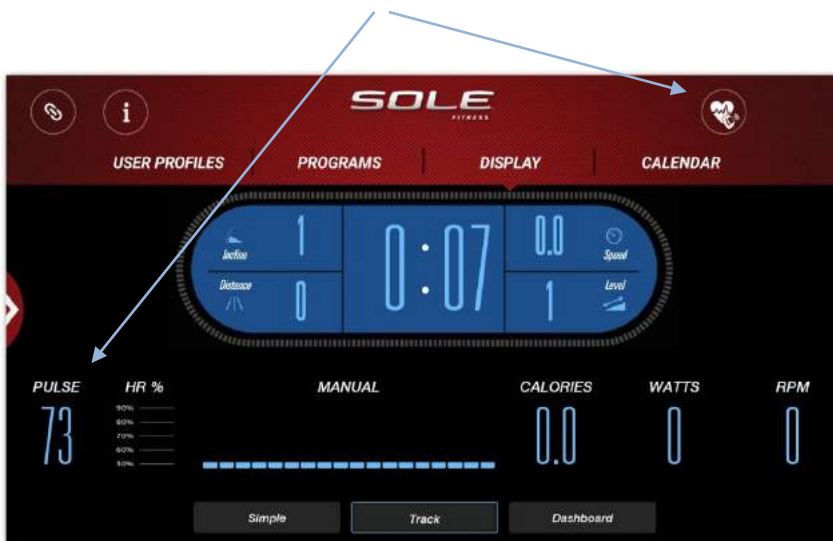 i
SOLE
FITNESS
USER PROFILES PROGRAMS DISPLAY CALENDAR
Incline 1 0:07 0.0 Speed
Distance 0 1 Level
PULSE HR % MANUAL CALORIES WATTS RPM
73 0.0 0 0
90%
80%
70%
60%
50%
Simple Track Dashboard